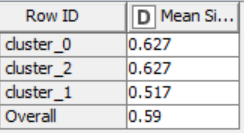 Row ID D Mean Si...
cluster_0 0.627
cluster_2 0.627
cluster_1 0.517
Overall 0.59